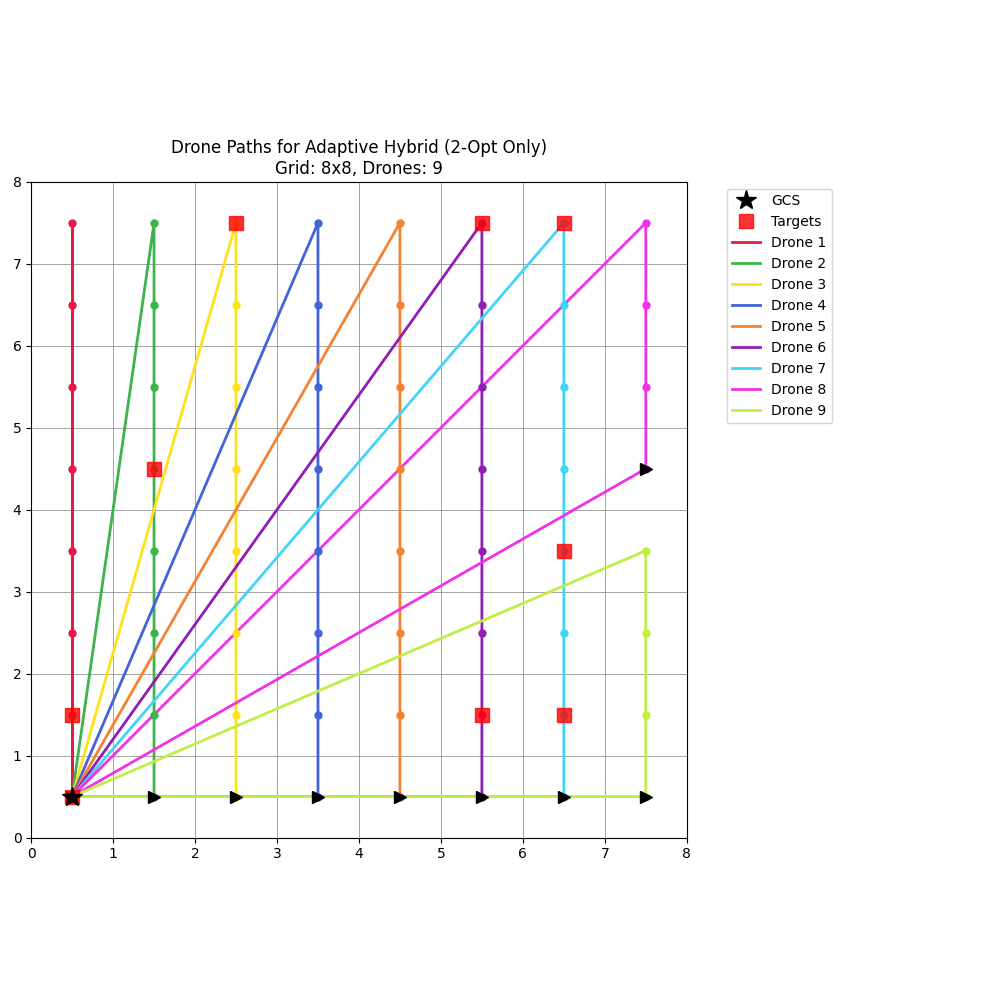 Drone Paths for Adaptive Hybrid (2-Opt Only)
Grid: 8x8, Drones: 9
8
7
6
5
4
3
2
1
0
0 1 2 3 4 5 6 7 8
GCS
Targets
Drone 1
Drone 2
Drone 3
Drone 4
Drone 5
Drone 6
Drone 7
Drone 8
Drone 9